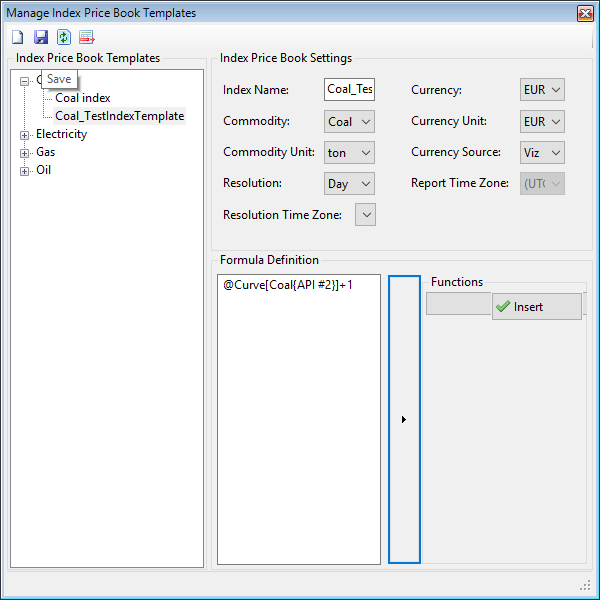 Manage Index Price Book Templates
Index Price Book Templates
Save
Coal index
Coal_TestIndexTemplate
Electricity
Gas
Oil
Index Price Book Settings
Index Name: Coal_Tes Currency: EUR
Commodity: Coal Currency Unit: EUR
Commodity Unit: ton Currency Source: Viz
Resolution: Day Report Time Zone: (UTC
Resolution Time Zone:
Formula Definition
@Curve[Coal{API #2}]+1
Functions
Insert